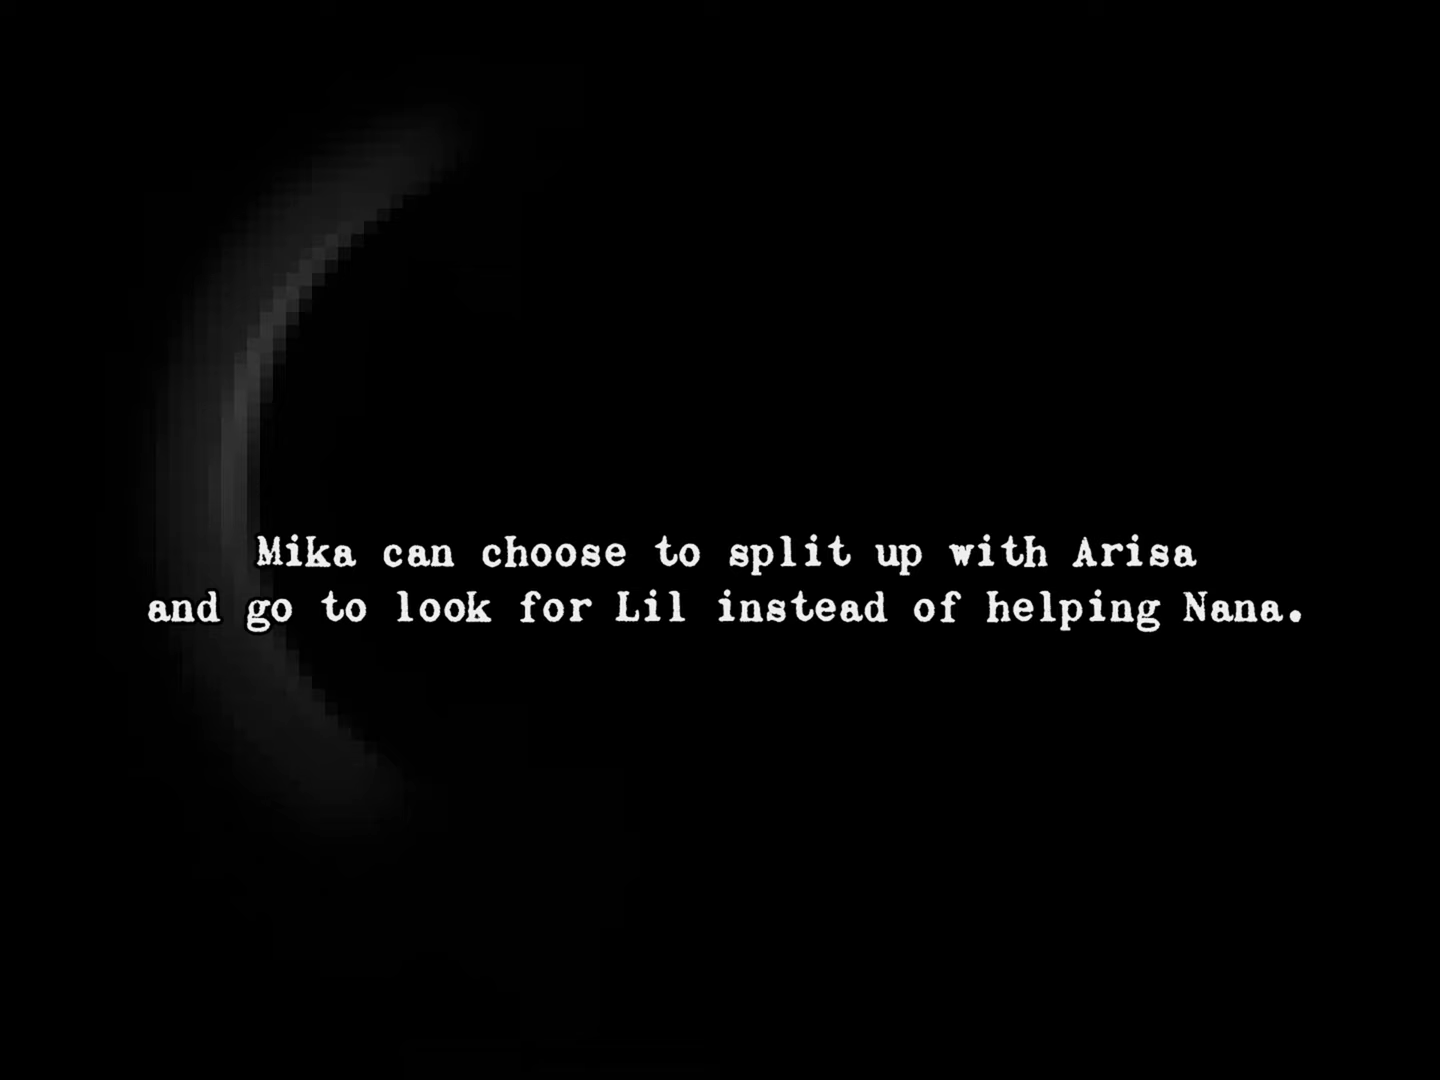 Mika can choose to split up with Arisa
and go to look for Lil instead of helping Nana.